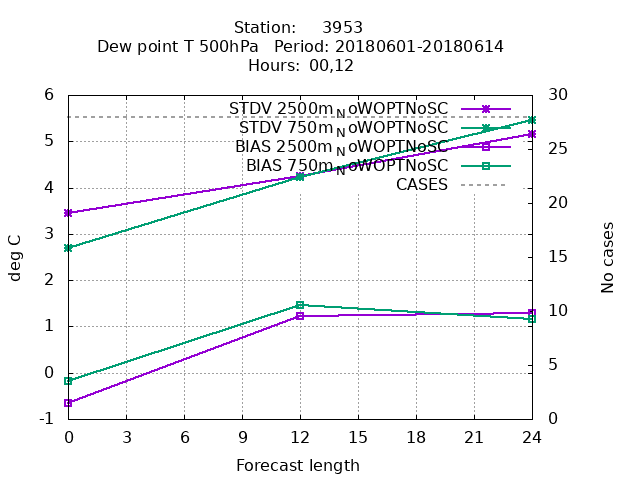 Station: 3953
Dew point T 500hPa Period: 20180601-20180614
Hours: 00,12
STDV 2500m_NoWOPTNoSC
STDV 750m_NoWOPTNoSC
BIAS 2500m_NoWOPTNoSC
BIAS 750m_NoWOPTNoSC
CASES
deg C
6
5
4
3
2
1
0
-1
No cases
30
25
20
15
10
5
0
0 3 6 9 12 15 18 21 24
Forecast length